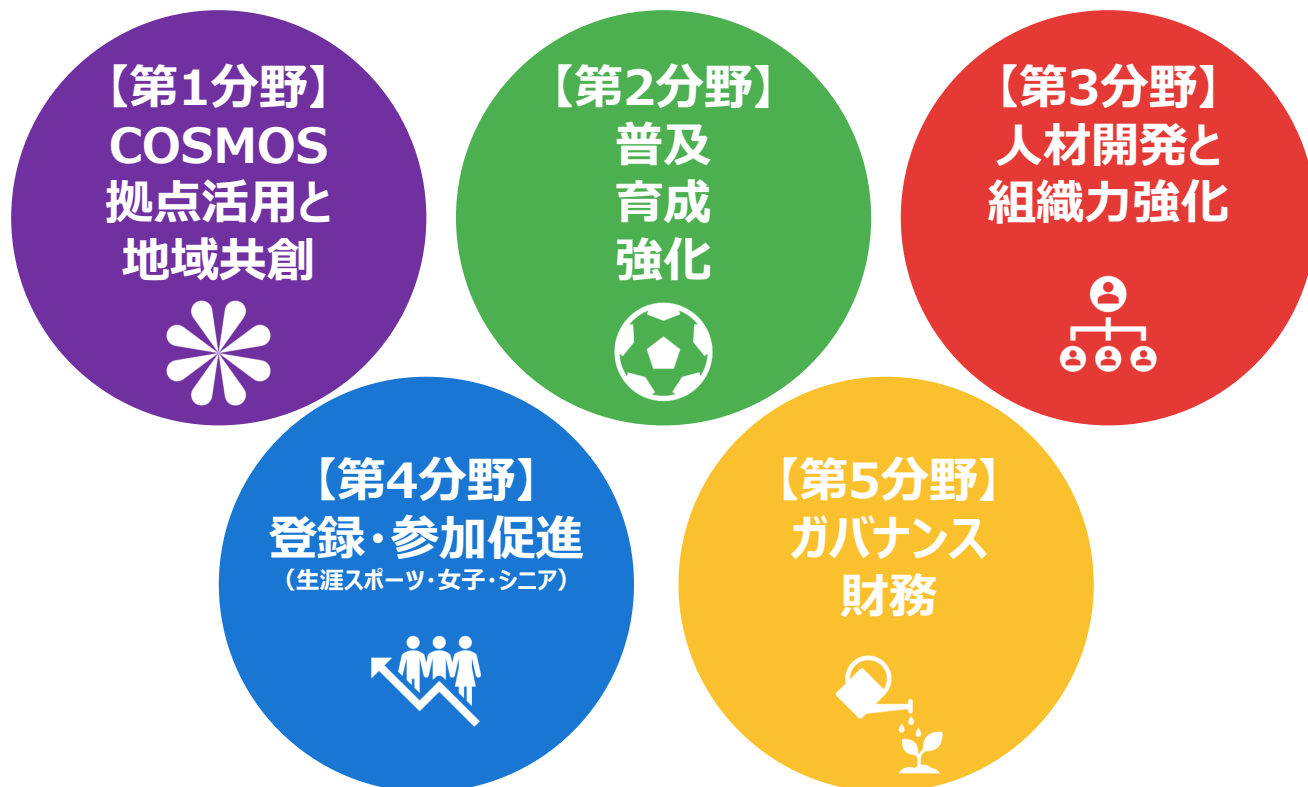 【第1分野】
COSMOS
拠点活用と
地域共創
【第2分野】
普及
育成
強化
【第3分野】
人材開発と
組織力強化
【第4分野】
登録・参加促進
（生涯スポーツ・女子・シニア）
【第5分野】
ガバナンス
財務